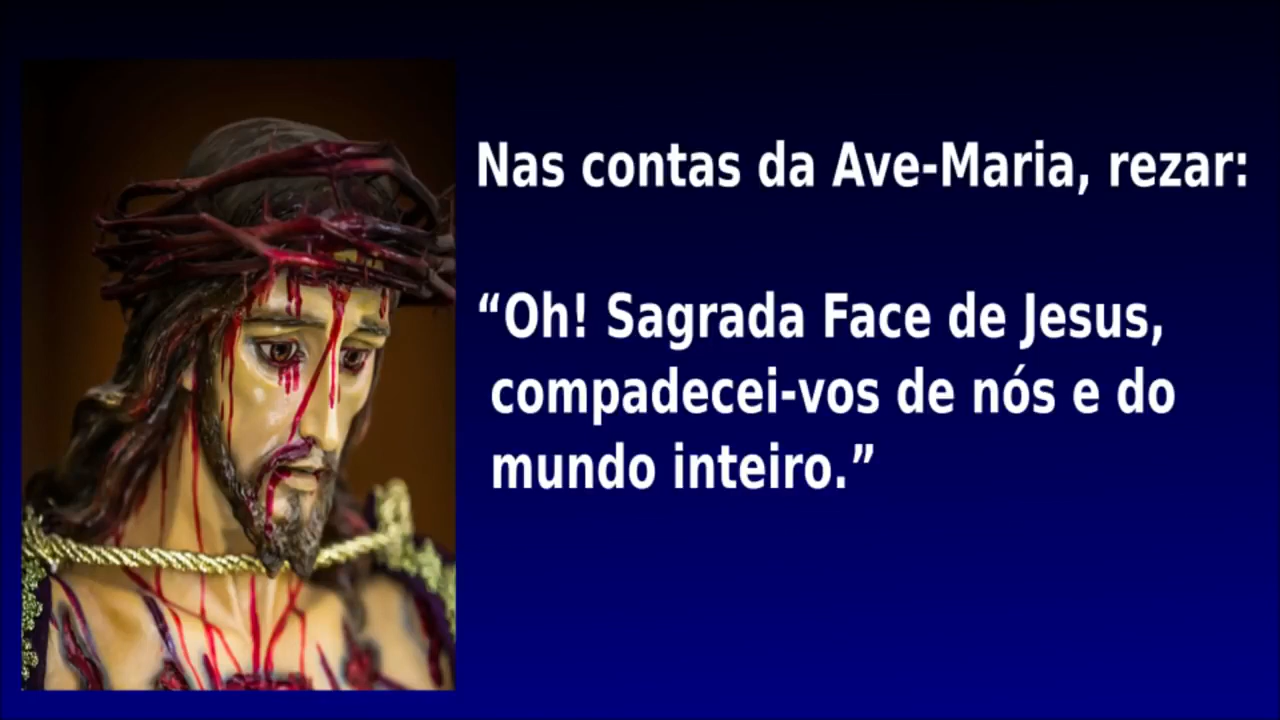 Nas contas da Ave-Maria, rezar:
“Oh! Sagrada Face de Jesus,
compadecei-vos de nós e do
mundo inteiro.”